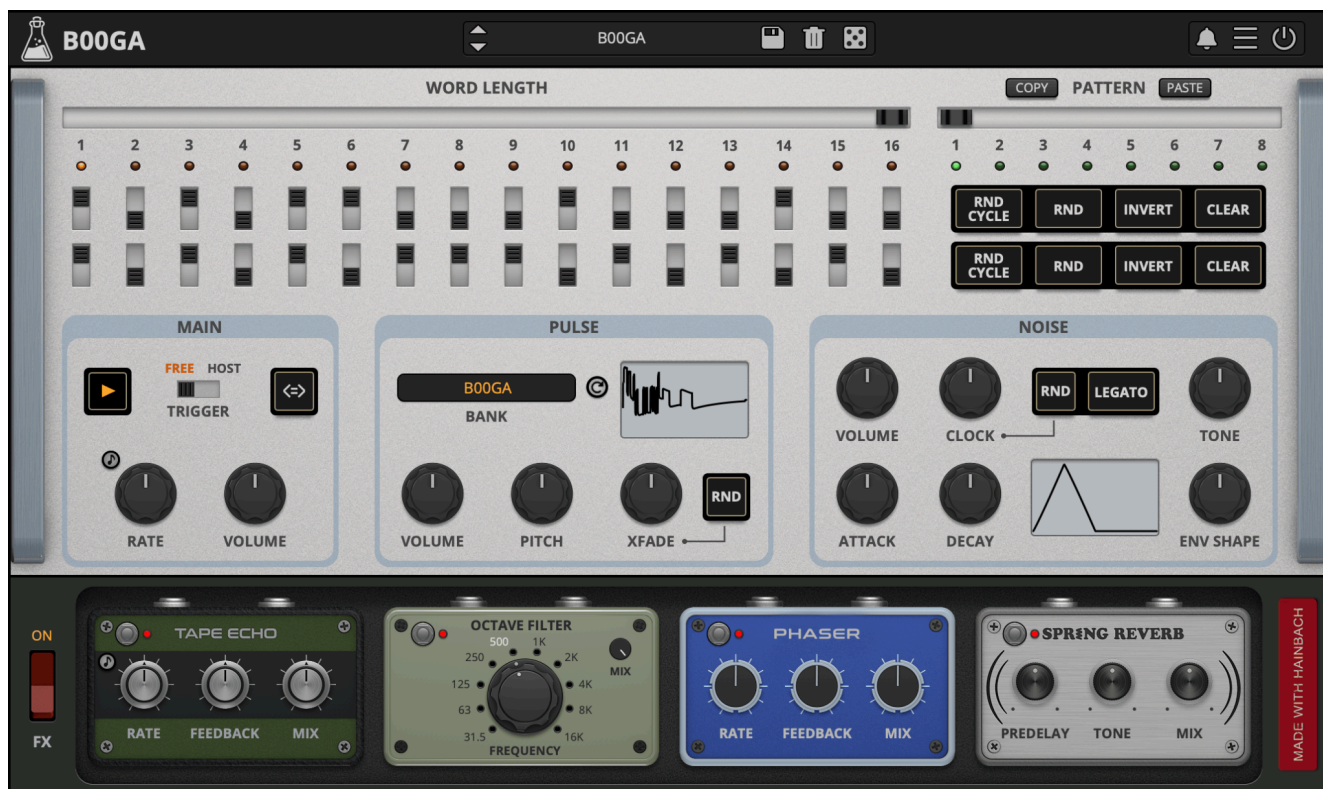 B00GA
B00GA
WORD LENGTH
COPY PATTERN PASTE
1 2 3 4 5 6 7 8 9 10 11 12 13 14 15 16
1 2 3 4 5 6 7 8
RND CYCLE RND INVERT CLEAR
RND CYCLE RND INVERT CLEAR
MAIN
FREE HOST
TRIGGER
<=>
RATE VOLUME
PULSE
B00GA
BANK
RND
VOLUME PITCH XFADE
NOISE
RND LEGATO
VOLUME CLOCK TONE
ATTACK DECAY ENV SHAPE
ON
FX
TAPE ECHO
RATE FEEDBACK MIX
OCTAVE FILTER
500 1K
250 2K
125 4K
63 8K
31.5 16K
MIX
FREQUENCY
PHASER
RATE FEEDBACK MIX
SPRING REVERB
PREDELAY TONE MIX
MADE WITH HAINBACH